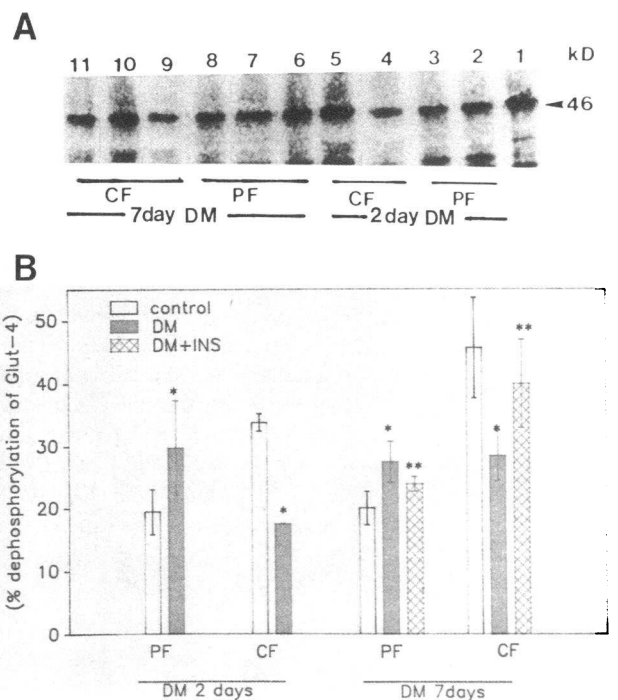 A
11 10 9 8 7 6 5 4 3 2 1 kD
46
CF PF CF PF
7day DM 2day DM
B
control
DM
DM+INS
(% dephosphorylation of Glut-4)
50
40
30
20
10
0
* * * ** * **
PF CF PF CF
DM 2 days DM 7days